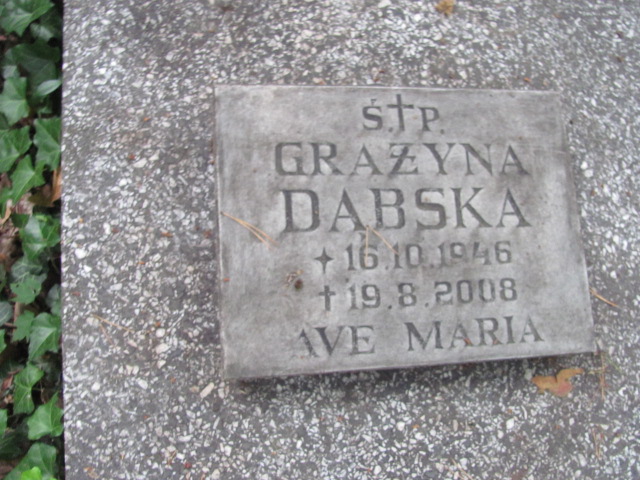 Ś.†P.
GRAŻYNA
DĄBSKA
✦ 16.10.1946
† 19.8.2008
AVE MARIA